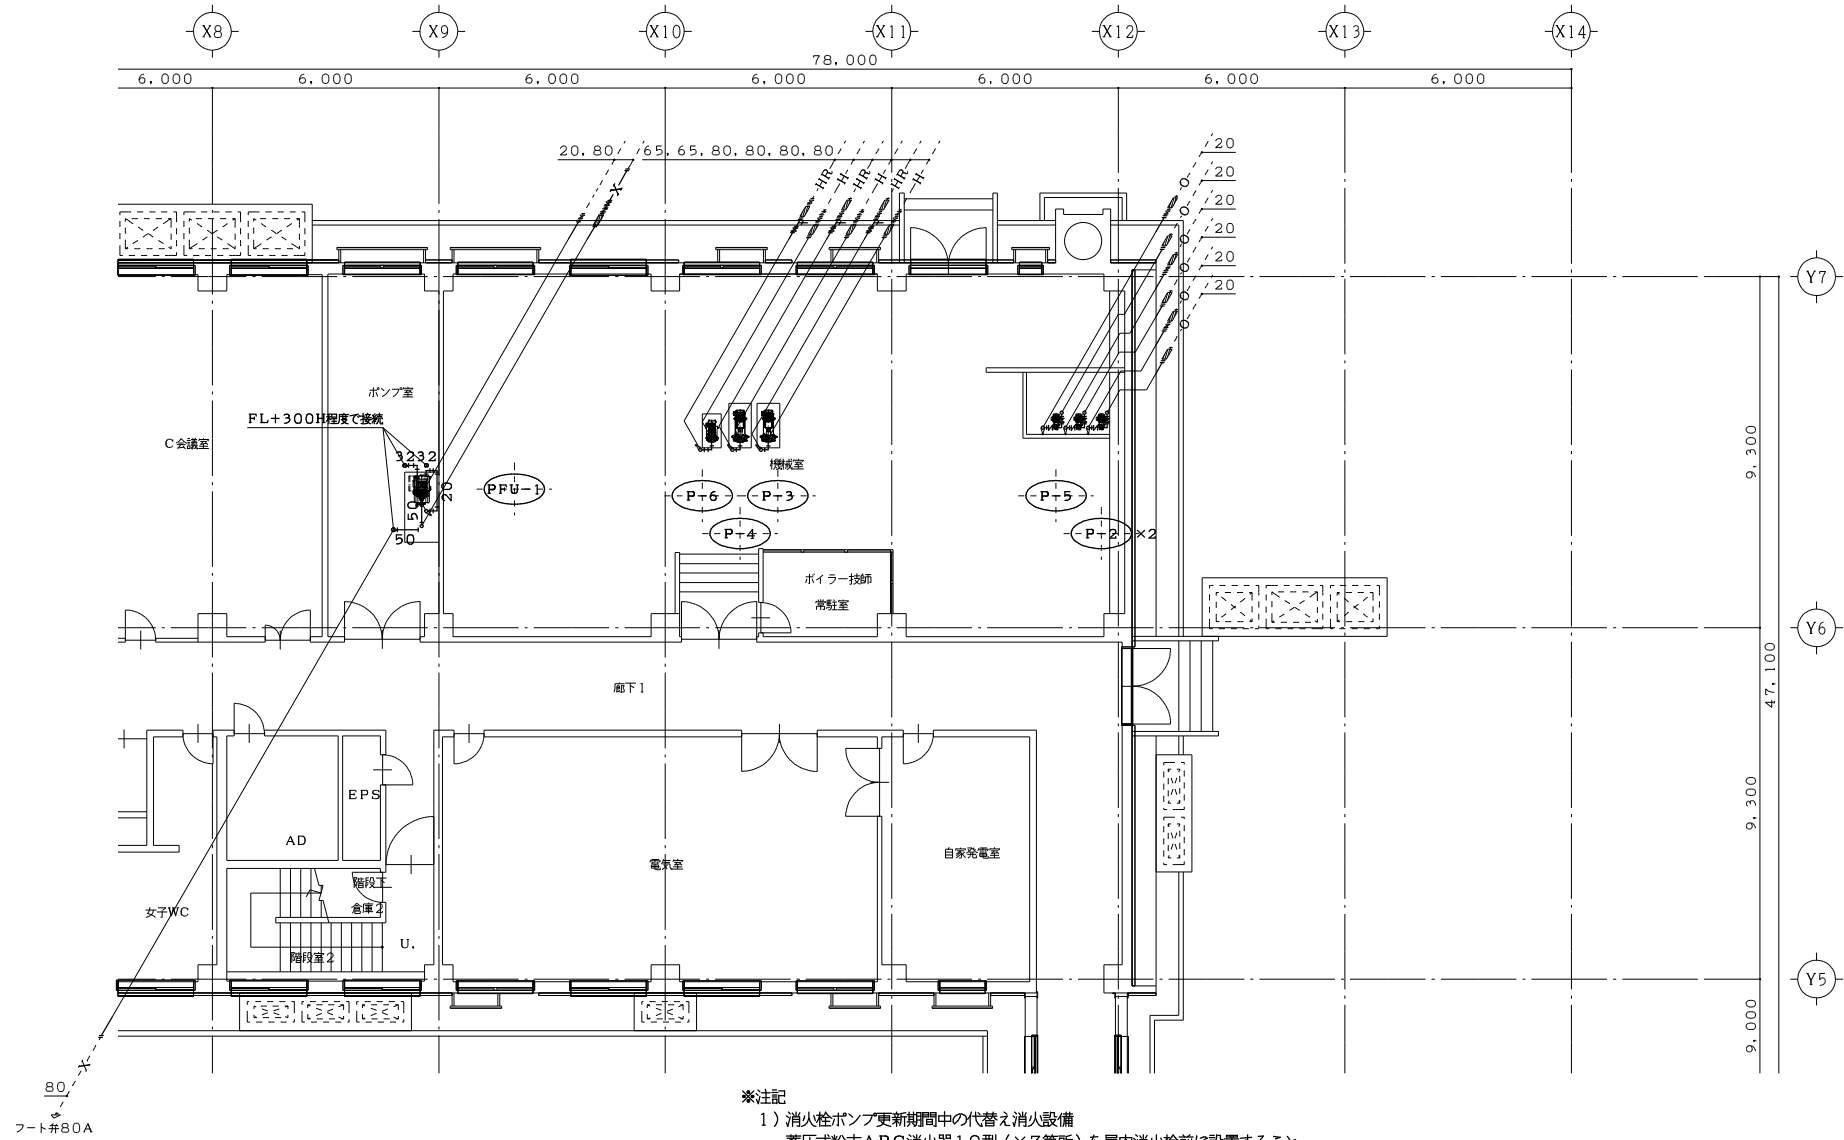 X8 X9 X10 X11 X12 X13 X14
78,000
6,000 6,000 6,000 6,000 6,000 6,000 6,000
20,80 65,65,80,80,80,80
20
20
20
20
20
20
X HR H HR H HR H
O
O
O
O
O
O
Y7
ポンプ室
FL+300H程度で接続
C会議室
3232
機械室
20
50
50
PFU-1
P-6 P-3 P-5
P-4 P-2 ×2
9,300
ボイラー技師
常駐室
Y6
廊下1
47,100
EPS
AD
電気室
自家発電室
9,300
階段下
倉庫2
女子WC
U.
階段室2
Y5
9,000
X
80
フート弁80A
※注記
1）消火栓ポンプ更新期間中の代替え消火設備